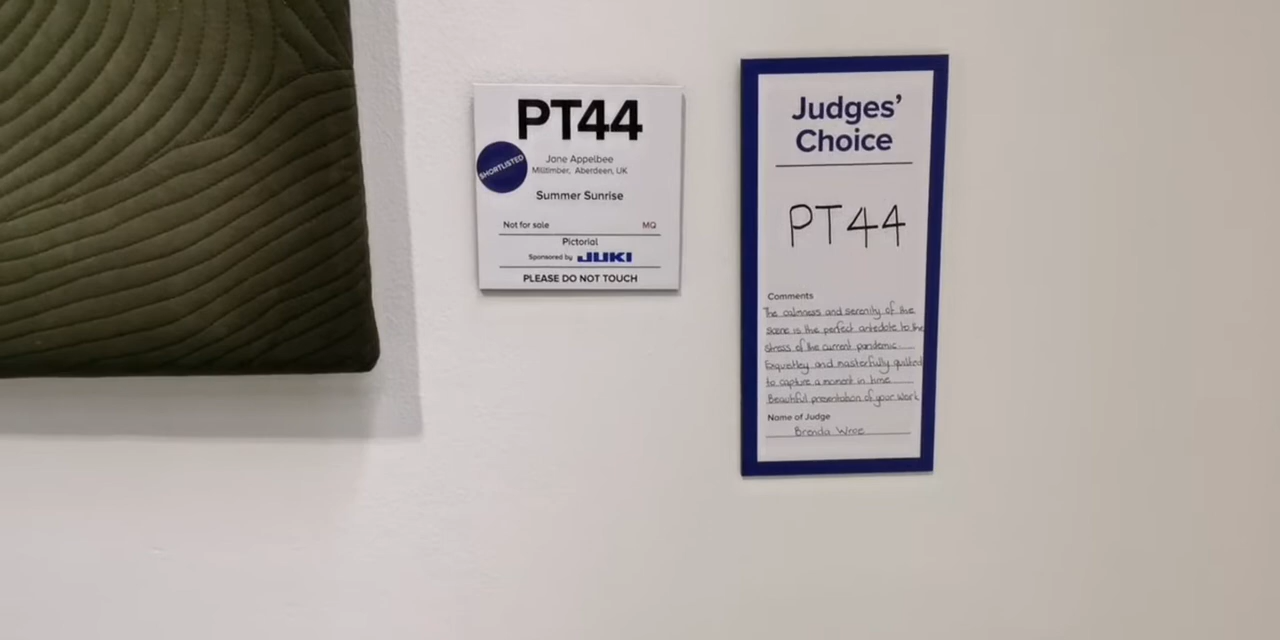 PT44
SHORTLISTED
Jane Appelbee
Milltimber, Aberdeen, UK
Summer Sunrise
Not for sale MQ
Pictorial
Sponsored by JUKI
PLEASE DO NOT TOUCH
Judges’
Choice
PT44
Comments
The calmness and serenity of the
scene is the perfect antedote to the
stress of the current pandemic.
and masterfully quilted
to capture a moment in time
Beautiful presentation of your work
Name of Judge
Brenda